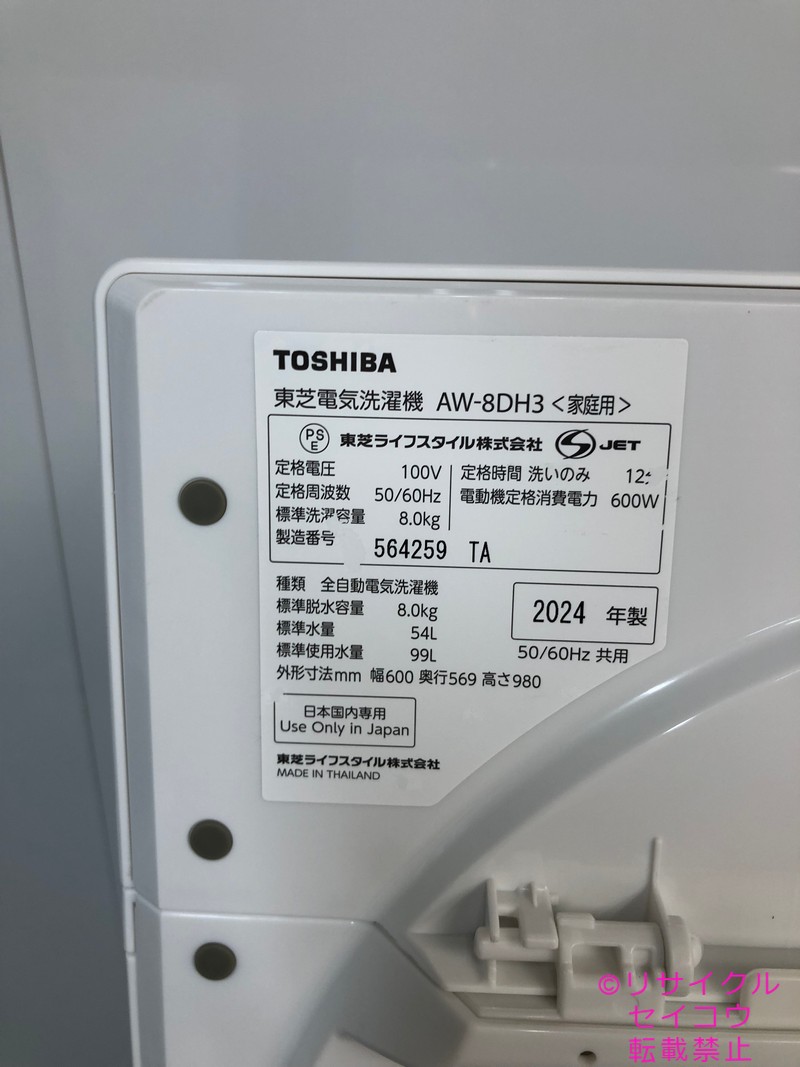 TOSHIBA
東芝電気洗濯機 AW-8DH3 <家庭用>
PSE 東芝ライフスタイル株式会社 S JET
定格電圧 100V 定格時間 洗いのみ 12
定格周波数 50/60Hz 電動機定格消費電力 600W
標準洗濯容量 8.0kg
製造番号 564259 TA
種類 全自動電気洗濯機
標準脱水容量 8.0kg 2024 年製
標準水量 54L
標準使用水量 99L 50/60Hz 共用
外形寸法mm 幅600 奥行569 高さ980
日本国内専用
Use Only in Japan
東芝ライフスタイル株式会社
MADE IN THAILAND
©リサイクル
セイコウ
転載禁止